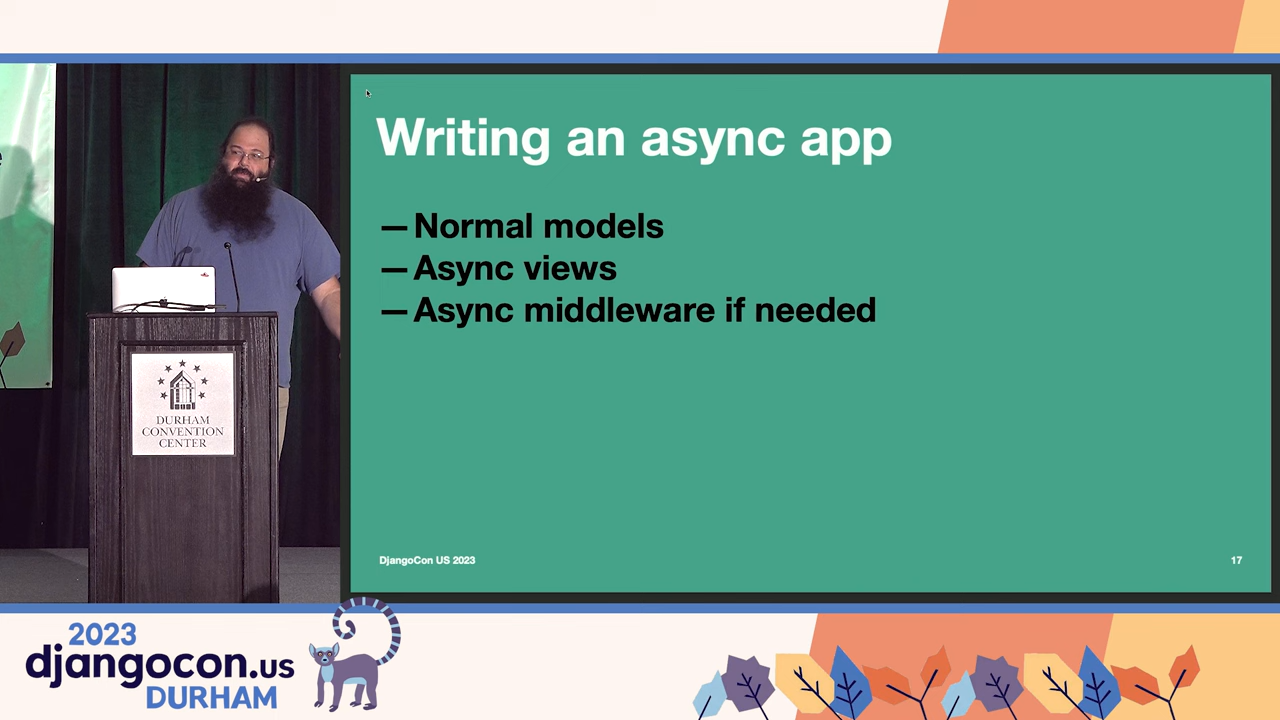 Writing an async app
— Normal models
— Async views
— Async middleware if needed
DjangoCon US 2023
17
DURHAM
CONVENTION
CENTER
2023
djangocon.us
DURHAM